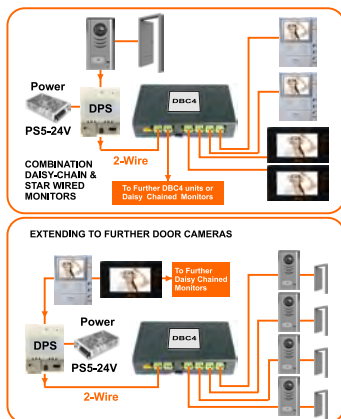 Power
DPS
DBC4
PS5-24V
2-Wire
COMBINATION
DAISY-CHAIN &
STAR WIRED
MONITORS
To Further DBC4 units or
Daisy Chained Monitors
EXTENDING TO FURTHER DOOR CAMERAS
To Further
Daisy Chained
Monitors
Power
DPS
DBC4
PS5-24V
2-Wire